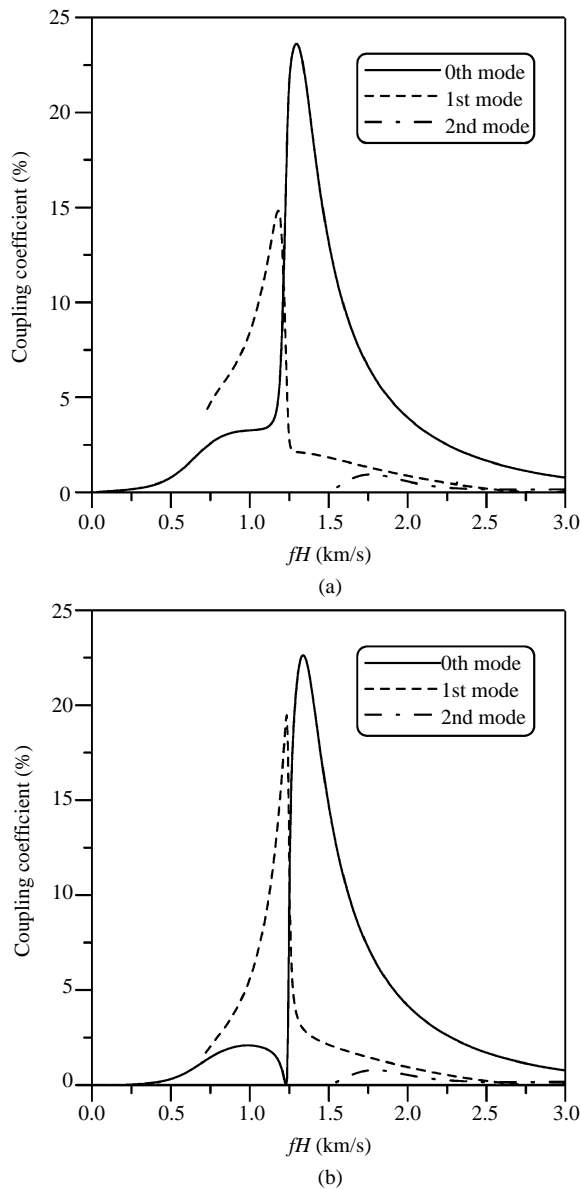 25
20
15
10
5
0
Coupling coefficient (%)
0th mode
1st mode
2nd mode
0.0 0.5 1.0 1.5 2.0 2.5 3.0
fH (km/s)
(a)
25
20
15
10
5
0
Coupling coefficient (%)
0th mode
1st mode
2nd mode
0.0 0.5 1.0 1.5 2.0 2.5 3.0
fH (km/s)
(b)